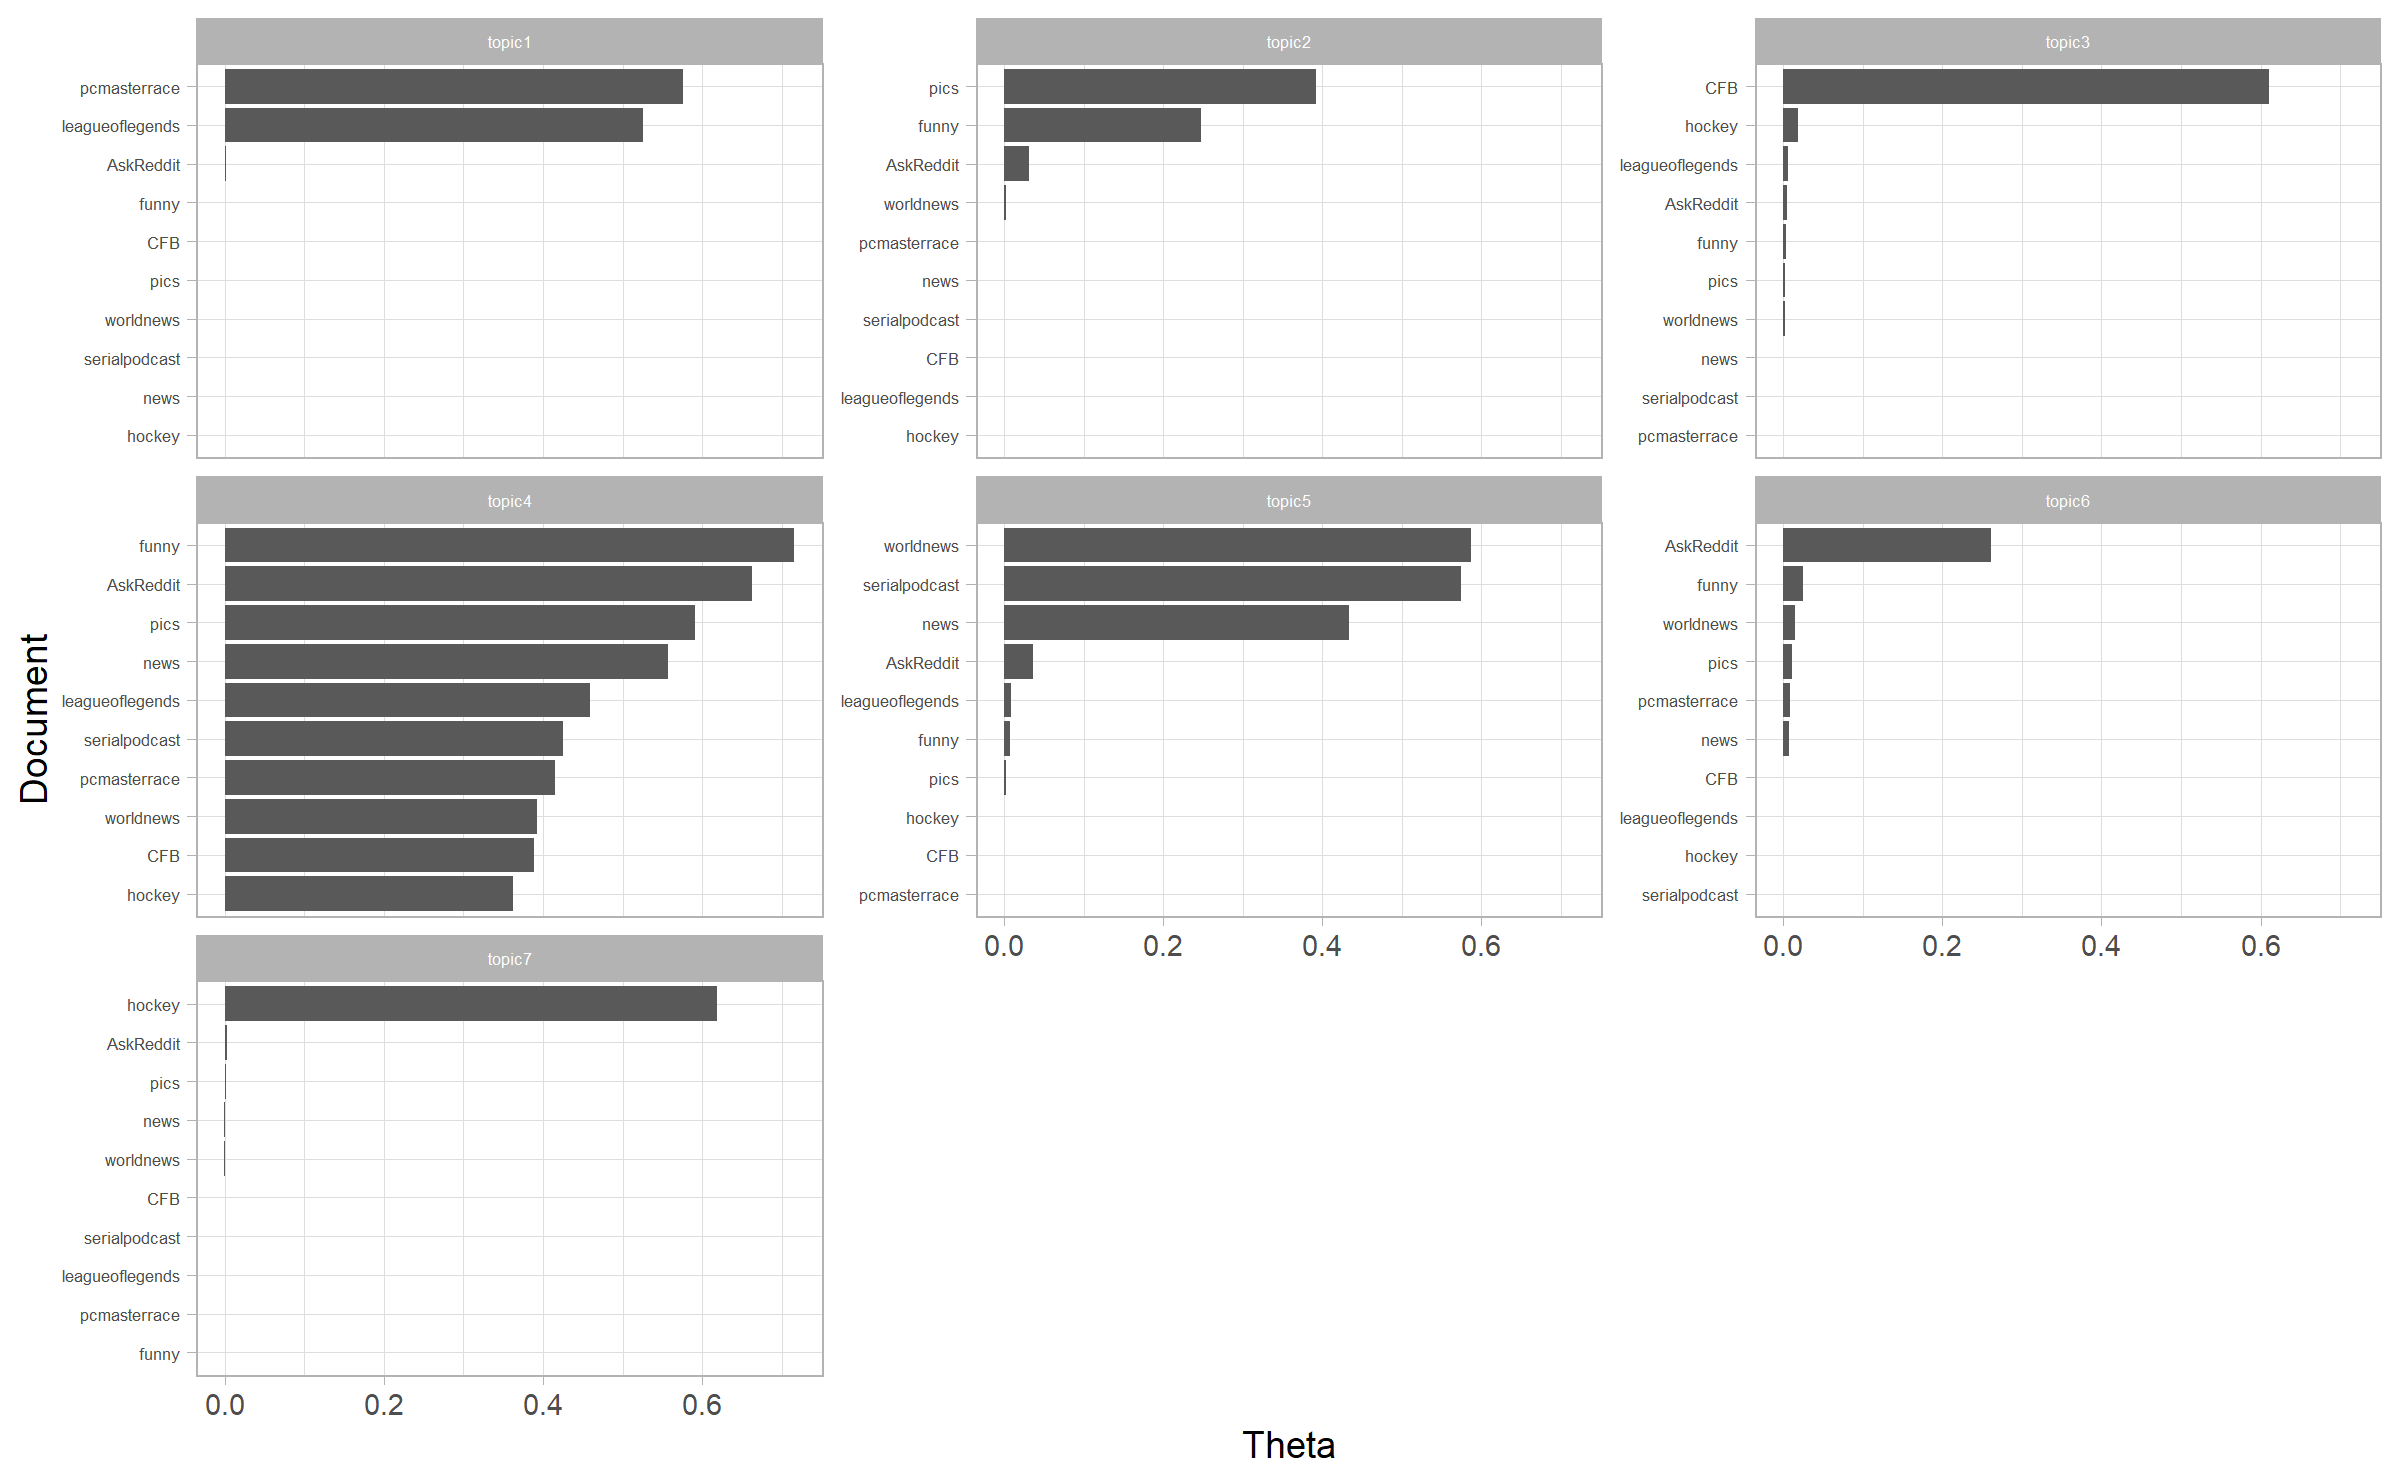 topic1
pcmasterrace
leagueoflegends
AskReddit
funny
CFB
pics
worldnews
serialpodcast
news
hockey
topic2
pics
funny
AskReddit
worldnews
pcmasterrace
news
serialpodcast
CFB
leagueoflegends
hockey
topic3
CFB
hockey
leagueoflegends
AskReddit
funny
pics
worldnews
news
serialpodcast
pcmasterrace
Document
topic4
funny
AskReddit
pics
news
leagueoflegends
serialpodcast
pcmasterrace
worldnews
CFB
hockey
topic5
worldnews
serialpodcast
news
AskReddit
leagueoflegends
funny
pics
hockey
CFB
pcmasterrace
0.0 0.2 0.4 0.6
topic6
AskReddit
funny
worldnews
pics
pcmasterrace
news
CFB
leagueoflegends
hockey
serialpodcast
0.0 0.2 0.4 0.6
topic7
hockey
AskReddit
pics
news
worldnews
CFB
serialpodcast
leagueoflegends
pcmasterrace
funny
0.0 0.2 0.4 0.6
Theta